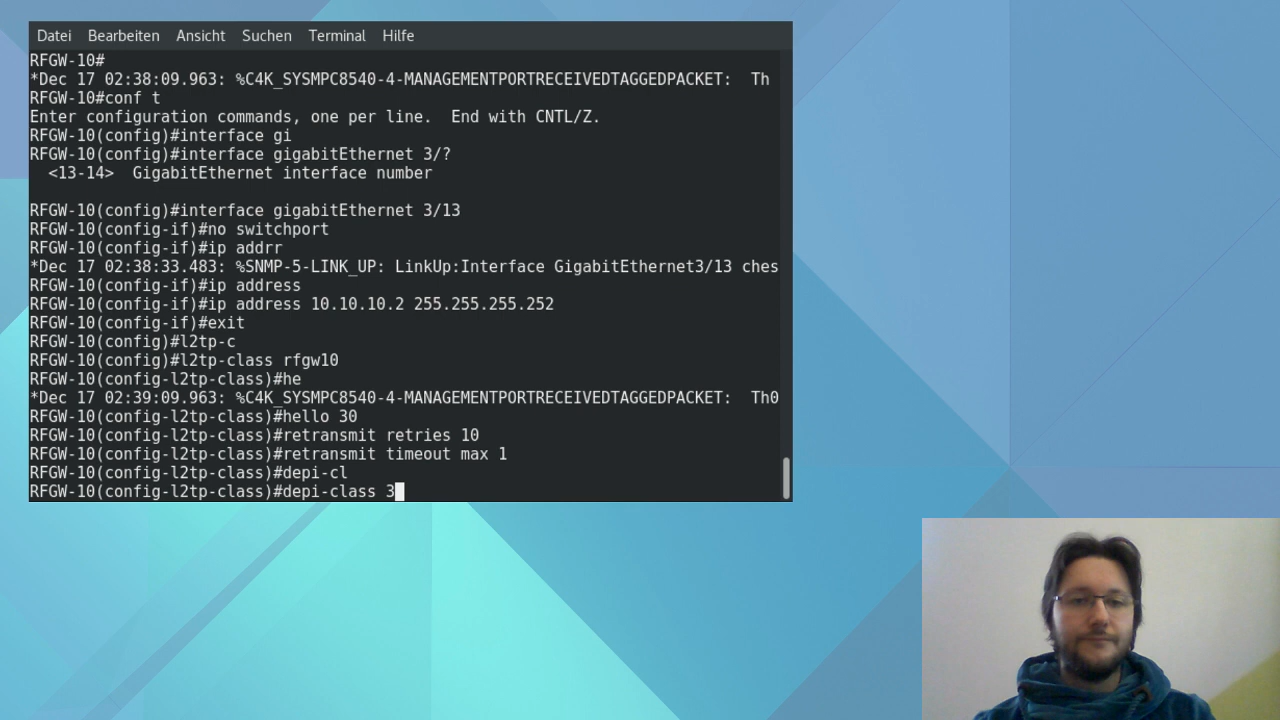 Datei Bearbeiten Ansicht Suchen Terminal Hilfe
RFGW-10#
*Dec 17 02:38:09.963: %C4K_SYSMPC8540-4-MANAGEMENTPORTRECEIVEDTAGGEDPACKET:  Th
RFGW-10#conf t
Enter configuration commands, one per line.  End with CNTL/Z.
RFGW-10(config)#interface gi
RFGW-10(config)#interface gigabitEthernet 3/?
  <13-14>  GigabitEthernet interface number
RFGW-10(config)#interface gigabitEthernet 3/13
RFGW-10(config-if)#no switchport
RFGW-10(config-if)#ip addrr
*Dec 17 02:38:33.483: %SNMP-5-LINK_UP: LinkUp:Interface GigabitEthernet3/13 ches
RFGW-10(config-if)#ip address
RFGW-10(config-if)#ip address 10.10.10.2 255.255.255.252
RFGW-10(config-if)#exit
RFGW-10(config)#l2tp-c
RFGW-10(config)#l2tp-class rfgw10
RFGW-10(config-l2tp-class)#he
*Dec 17 02:39:09.963: %C4K_SYSMPC8540-4-MANAGEMENTPORTRECEIVEDTAGGEDPACKET:  Th0
RFGW-10(config-l2tp-class)#hello 30
RFGW-10(config-l2tp-class)#retransmit retries 10
RFGW-10(config-l2tp-class)#retransmit timeout max 1
RFGW-10(config-l2tp-class)#depi-cl
RFGW-10(config-l2tp-class)#depi-class 3